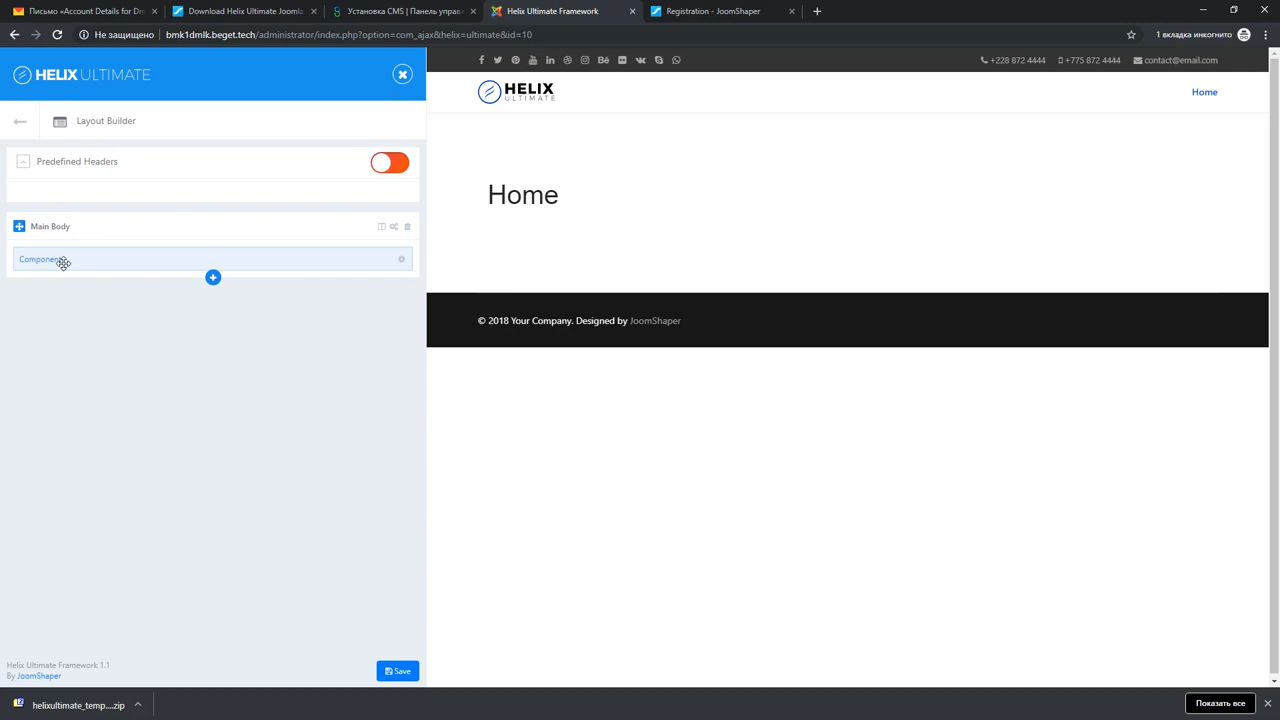 Письмо «Account Details for Dm
Download Helix Ultimate Joomla
Установка CMS | Панель управл
Helix Ultimate Framework
Registration - JoomShaper
Не защищено
bmk1dmlk.beget.tech/administrator/index.php?option=com_ajax&helix=ultimate&id=10
1 вкладка инкогнито
HELIX ULTIMATE
+228 872 4444
+775 872 4444
contact@email.com
HELIX
ULTIMATE
Home
Layout Builder
Predefined Headers
Home
Main Body
Component
© 2018 Your Company. Designed by JoomShaper
Helix Ultimate Framework 1.1
By JoomShaper
Save
helixultimate_temp....zip
Показать все